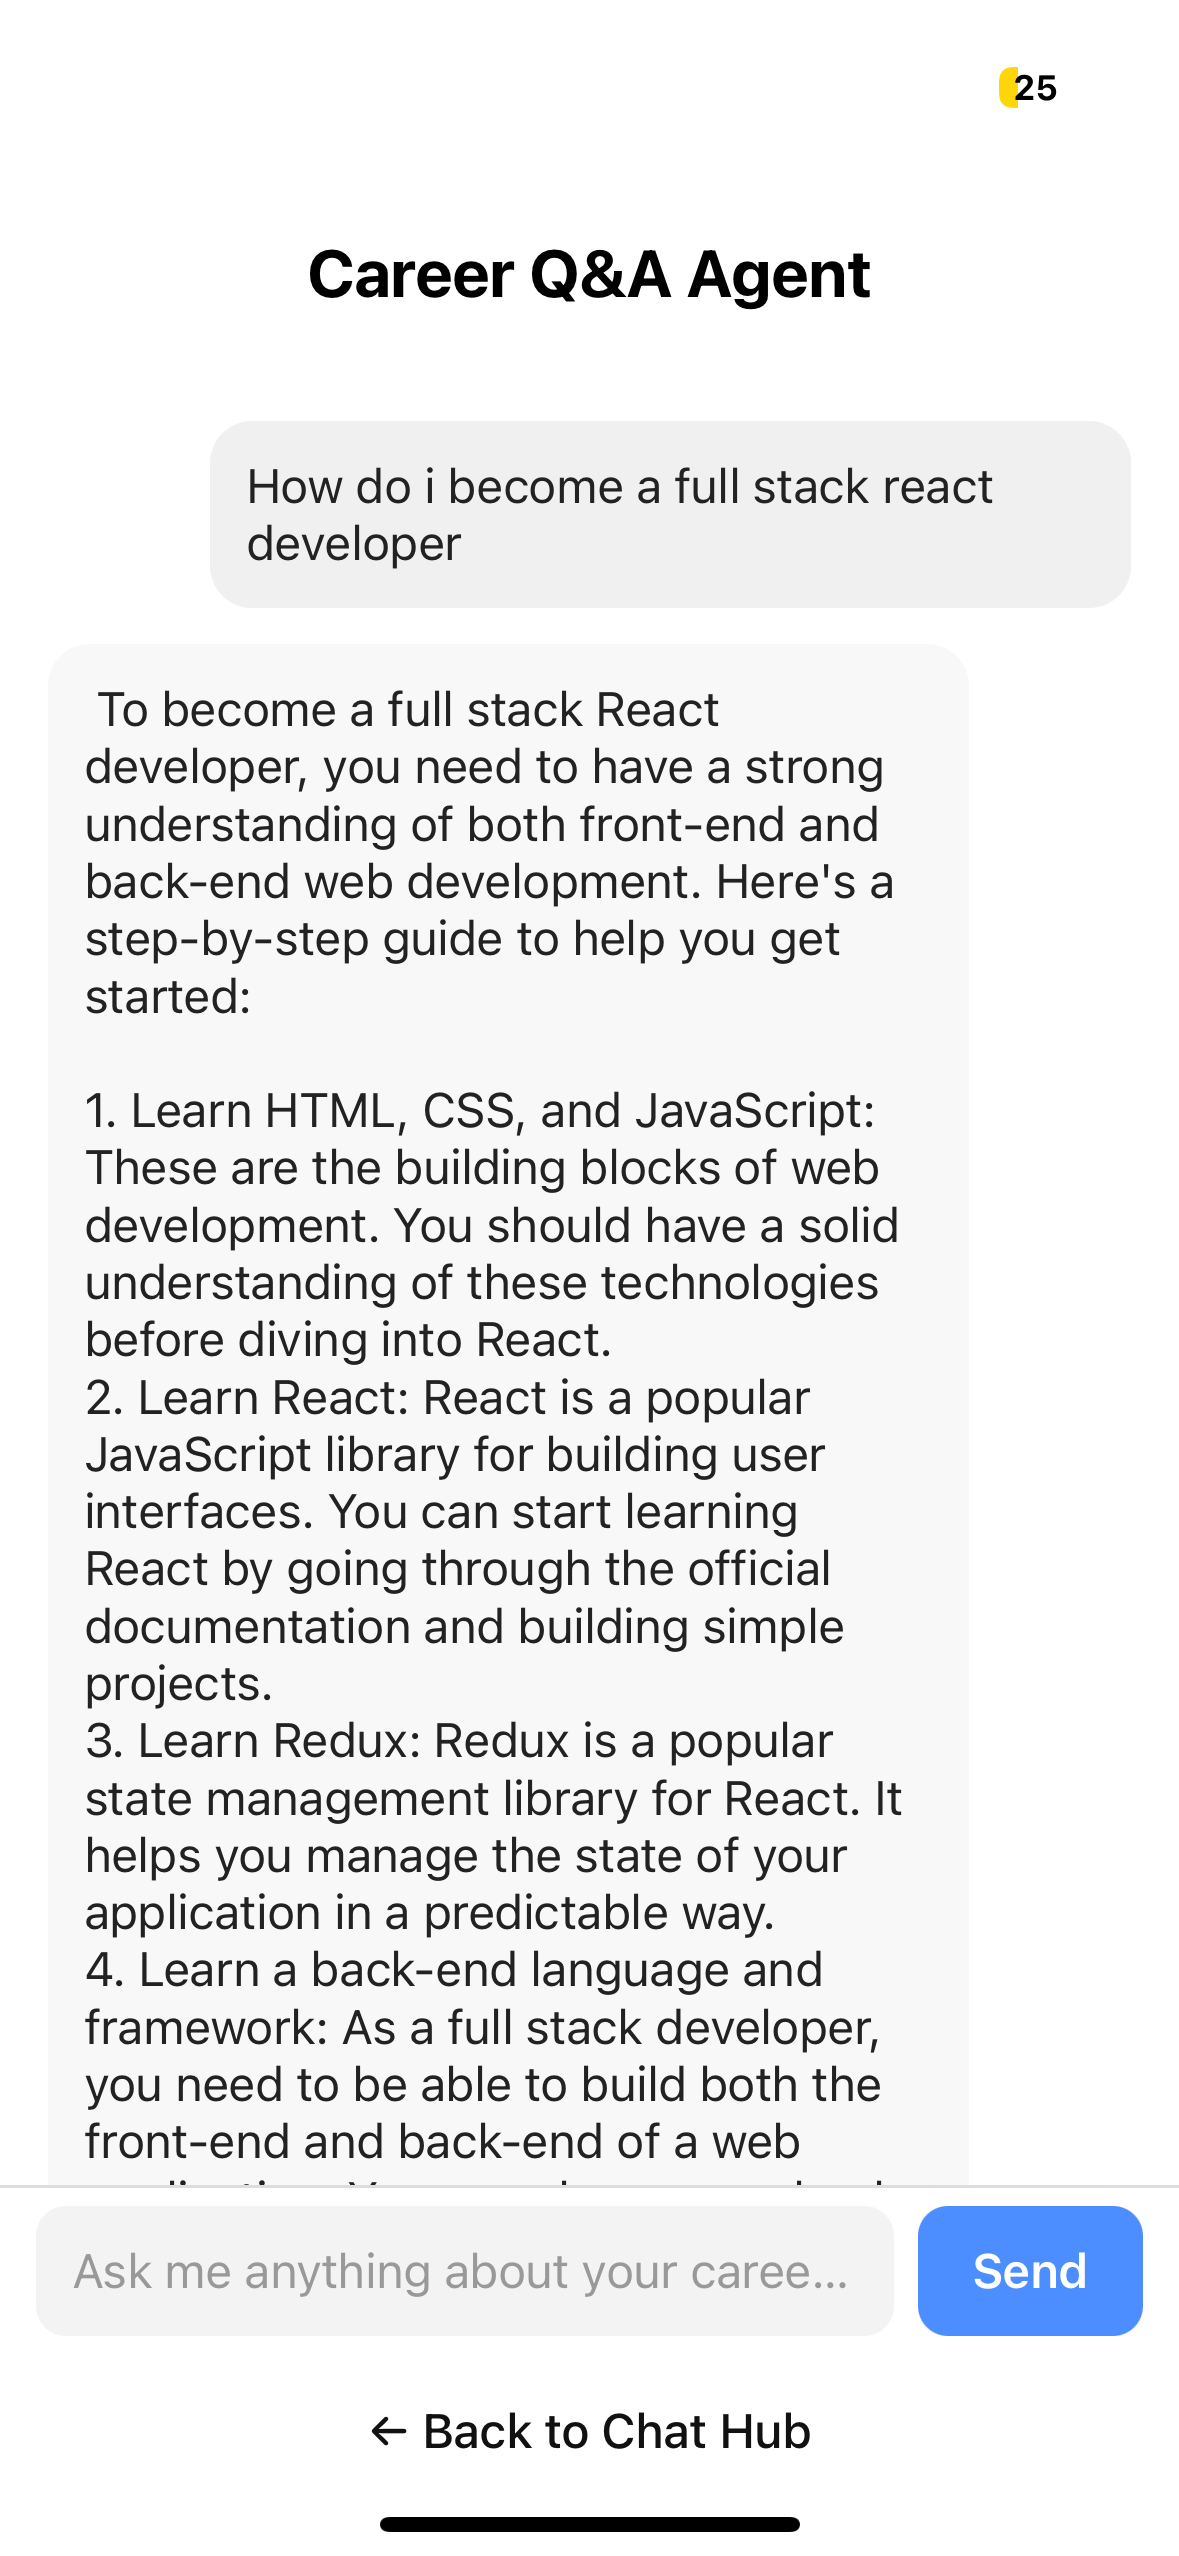 25
Career Q&A Agent
How do i become a full stack react
developer
To become a full stack React
developer, you need to have a strong
understanding of both front-end and
back-end web development. Here's a
step-by-step guide to help you get
started:
1. Learn HTML, CSS, and JavaScript:
These are the building blocks of web
development. You should have a solid
understanding of these technologies
before diving into React.
2. Learn React: React is a popular
JavaScript library for building user
interfaces. You can start learning
React by going through the official
documentation and building simple
projects.
3. Learn Redux: Redux is a popular
state management library for React. It
helps you manage the state of your
application in a predictable way.
4. Learn a back-end language and
framework: As a full stack developer,
you need to be able to build both the
front-end and back-end of a web
Ask me anything about your caree...
Send
← Back to Chat Hub